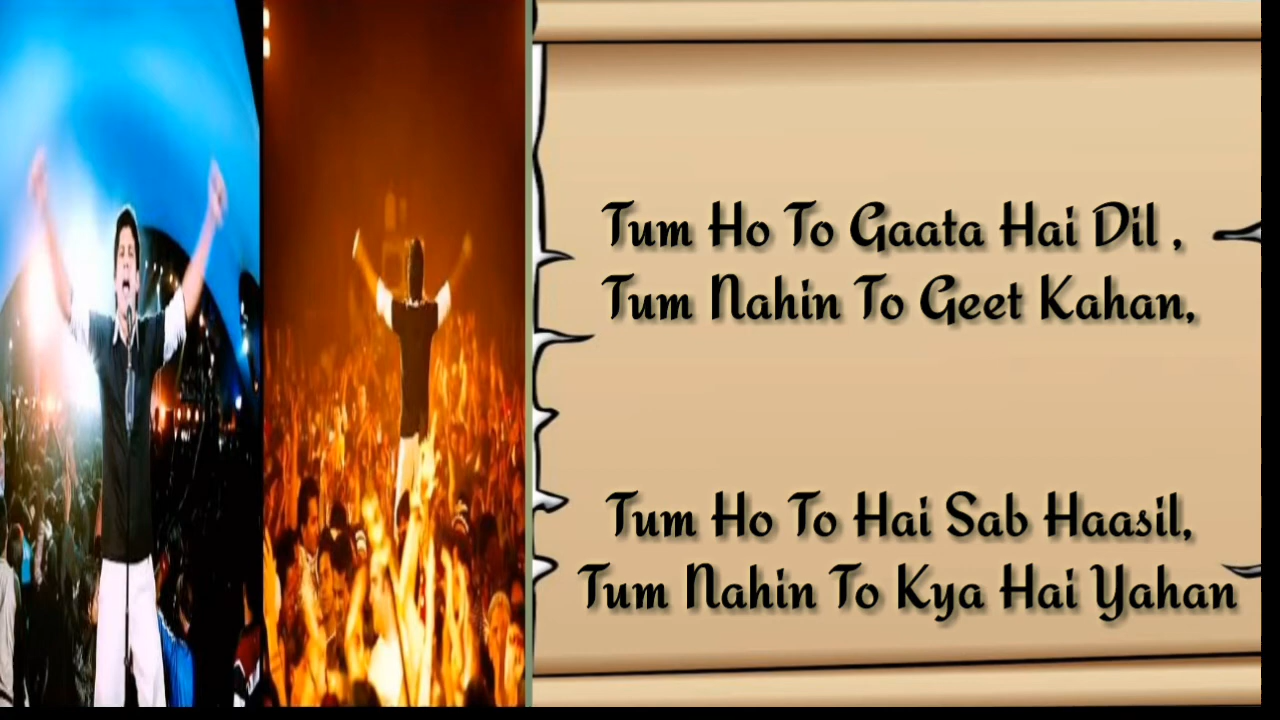 Tum Ho To Gaata Hai Dil ,
Tum Nahin To Geet Kahan,
Tum Ho To Hai Sab Haasil,
Tum Nahin To Kya Hai Yahan